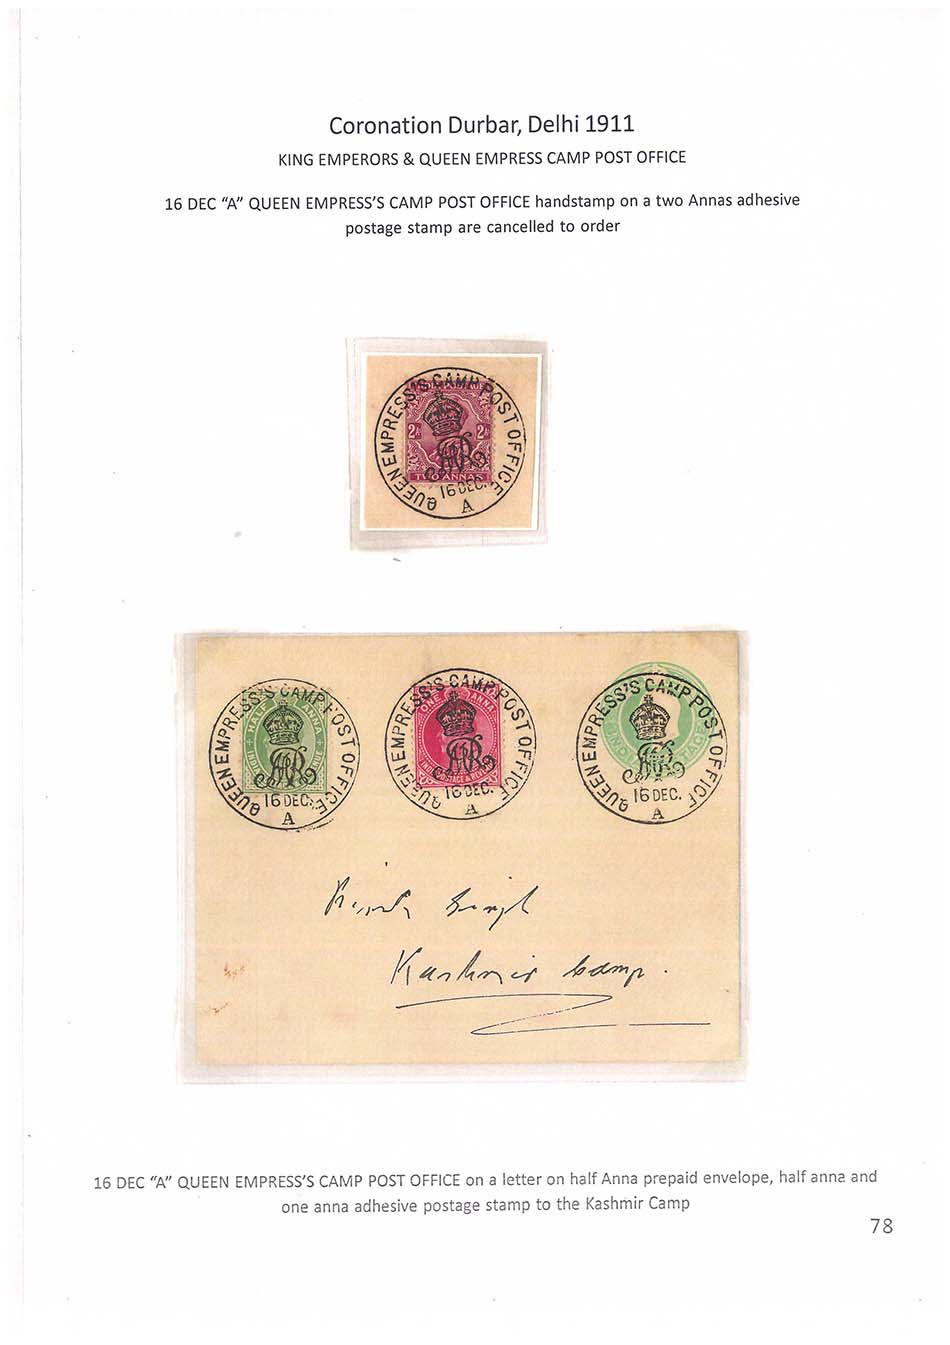 Coronation Durbar, Delhi 1911
KING EMPERORS & QUEEN EMPRESS CAMP POST OFFICE
16 DEC “A” QUEEN EMPRESS’S CAMP POST OFFICE handstamp on a two Annas adhesive
postage stamp are cancelled to order
QUEEN EMPRESS'S CAMP POST OFFICE
2A 2A
TWO ANNAS
16 DEC.
A
QUEEN EMPRESS'S CAMP POST OFFICE
HALF ANNA
16 DEC.
A
QUEEN EMPRESS'S CAMP POST OFFICE
ONE ANNA
INDIA POSTAGE & REVENUE
16 DEC.
A
QUEEN EMPRESS'S CAMP POST OFFICE
16 DEC.
A
Singh
Kashmir Camp.
16 DEC “A” QUEEN EMPRESS’S CAMP POST OFFICE on a letter on half Anna prepaid envelope, half anna and
one anna adhesive postage stamp to the Kashmir Camp
78